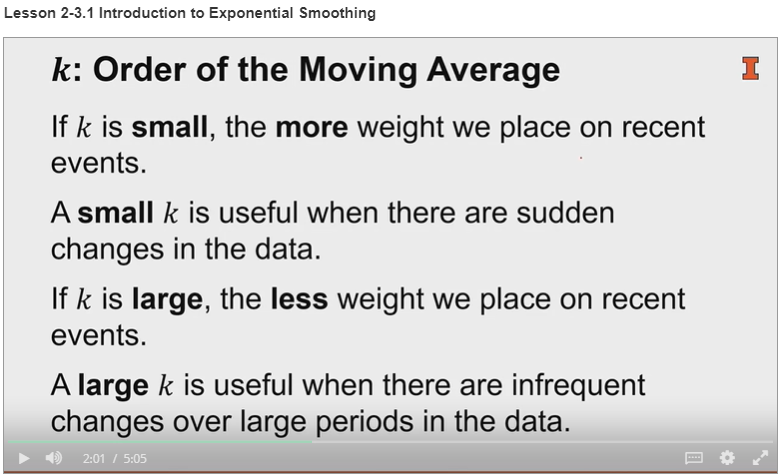 Lesson 2-3.1 Introduction to Exponential Smoothing
k: Order of the Moving Average
I
If k is small, the more weight we place on recent
events.
A small k is useful when there are sudden
changes in the data.
If k is large, the less weight we place on recent
events.
A large k is useful when there are infrequent
changes over large periods in the data.
2:01 / 5:05